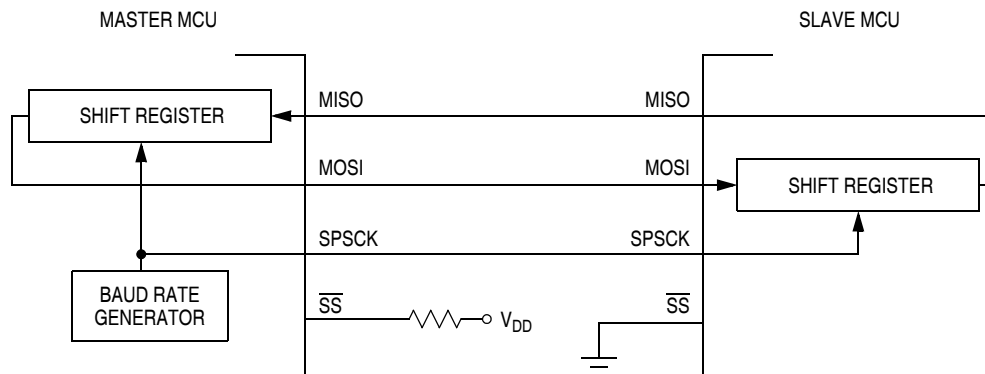 MASTER MCU
SLAVE MCU
SHIFT REGISTER
MISO
MISO
MOSI
MOSI
SHIFT REGISTER
SPSCK
SPSCK
BAUD RATE
GENERATOR
SS
VDD
SS